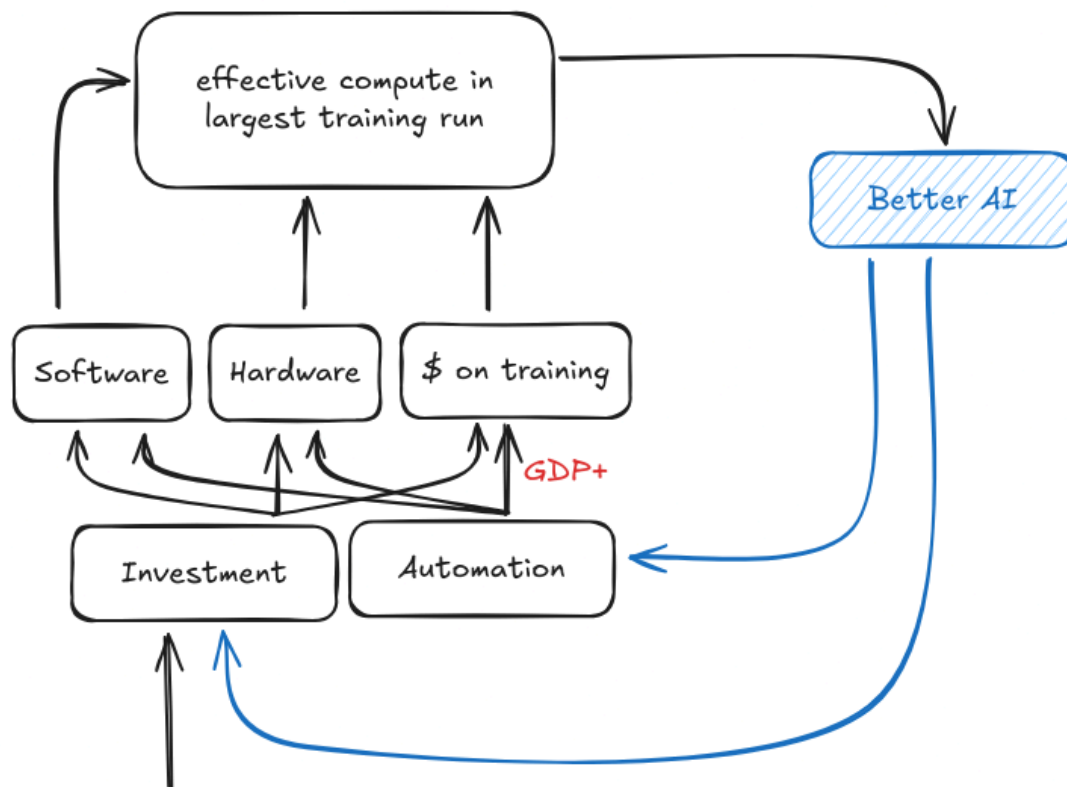 effective compute in
largest training run
Better AI
Software
Hardware
$ on training
GDP+
Investment
Automation